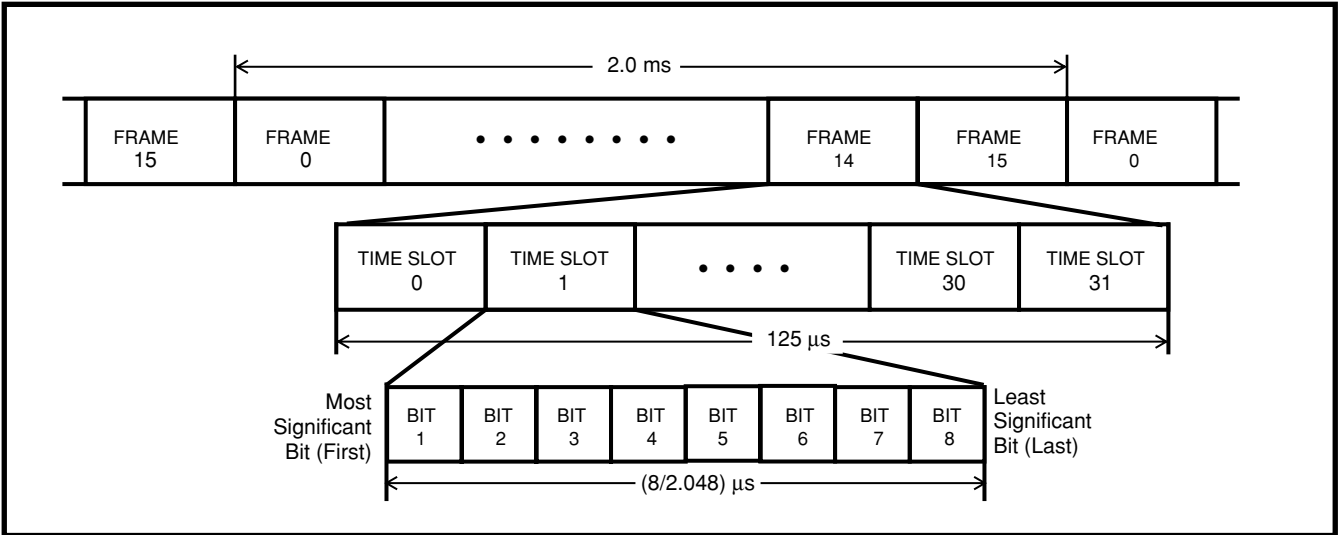 2.0 ms
FRAME 15
FRAME 0
• • • • • • • •
FRAME 14
FRAME 15
FRAME 0
TIME SLOT 0
TIME SLOT 1
• • • •
TIME SLOT 30
TIME SLOT 31
125 μs
Most
Significant
Bit (First)
BIT 1
BIT 2
BIT 3
BIT 4
BIT 5
BIT 6
BIT 7
BIT 8
Least
Significant
Bit (Last)
(8/2.048) μs